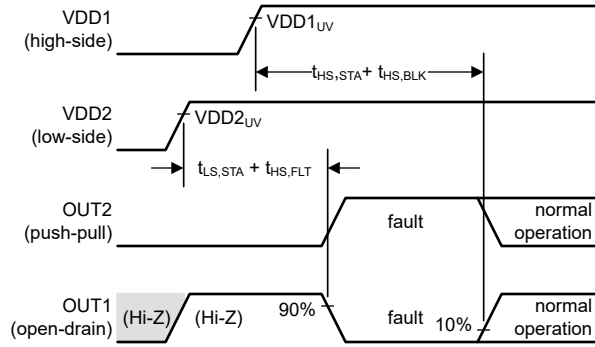 VDD1
(high-side)
VDD1UV
tHS,STA+ tHS,BLK
VDD2
(low-side)
VDD2UV
tLS,STA + tHS,FLT
OUT2
(push-pull)
fault
normal
operation
OUT1
(open-drain)
(Hi-Z)
(Hi-Z)
90%
fault
10%
normal
operation